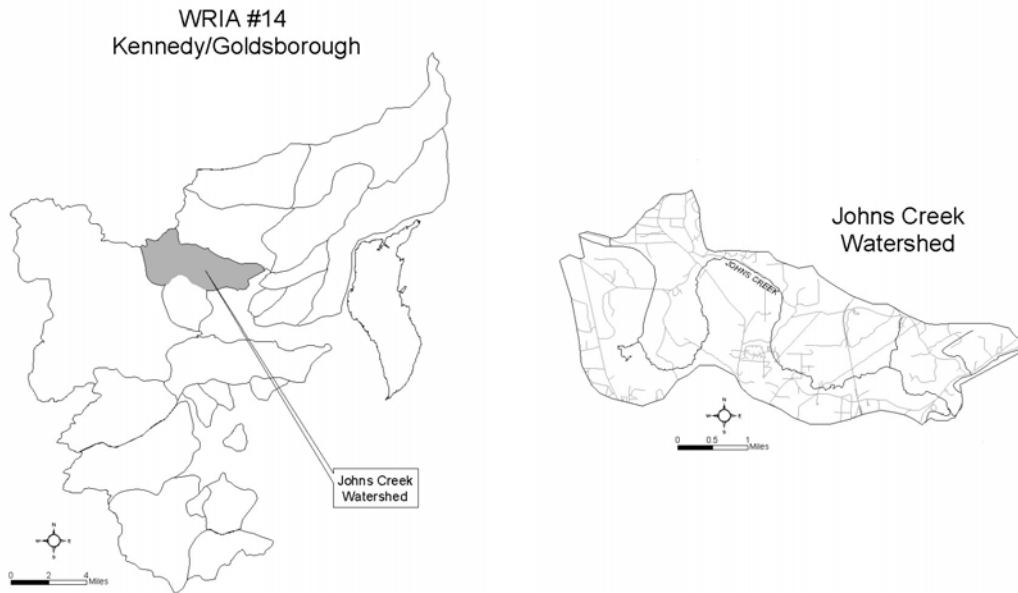 WRIA #14
Kennedy/Goldsborough
Johns Creek
Watershed
N
W
E
S
0 2 4
Miles
Johns Creek
Watershed
JOHNS CREEK
N
W
E
S
0 0.5 1
Miles